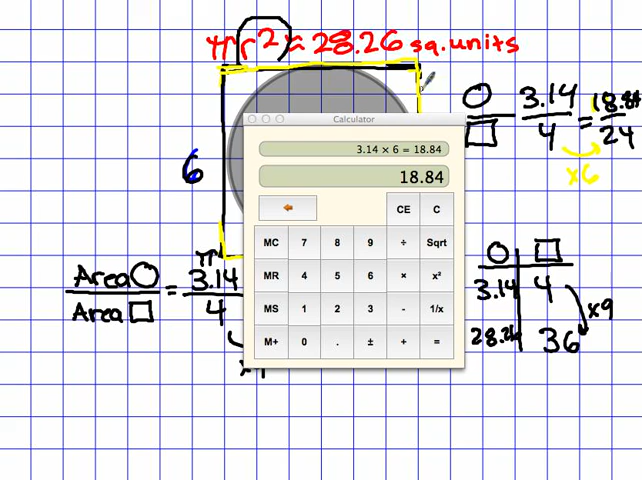 πr² ≈ 28.26 sq.units
6
Calculator
3.14 × 6 = 18.84
18.84
CE C
MC 7 8 9 ÷ Sqrt
MR 4 5 6 × x²
MS 1 2 3 - 1/x
M+ 0 . ± + =
3.14 = 18.84
4 24
x6
π
Area 3.14
Area = 4
3.14 4
x9
28.26 36